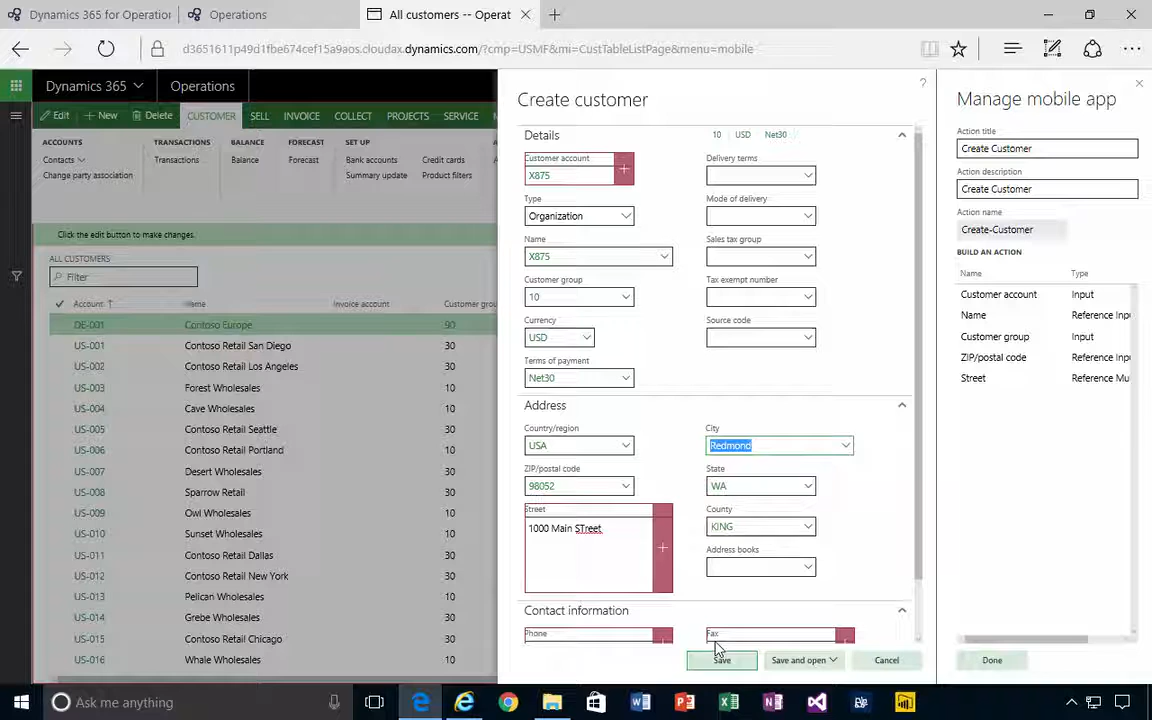 Dynamics 365 for Operation
Operations
All customers -- Operat
d3651611p49d1fbe674cef15a9aos.cloudax.dynamics.com/?cmp=USMF&mi=CustTableListPage&menu=mobile
Dynamics 365
Operations
Edit
New
Delete
CUSTOMER
SELL
INVOICE
COLLECT
PROJECTS
SERVICE
ACCOUNTS
Contacts
Change party association
TRANSACTIONS
Transactions
BALANCE
Balance
FORECAST
Forecast
SET UP
Bank accounts
Summary update
Credit cards
Product filters
Click the edit button to make changes.
ALL CUSTOMERS
Filter
Account Name Invoice account Customer grou
DE-001 Contoso Europe 90
US-001 Contoso Retail San Diego 30
US-002 Contoso Retail Los Angeles 30
US-003 Forest Wholesales 10
US-004 Cave Wholesales 10
US-005 Contoso Retail Seattle 30
US-006 Contoso Retail Portland 10
US-007 Desert Wholesales 30
US-008 Sparrow Retail 30
US-009 Owl Wholesales 30
US-010 Sunset Wholesales 10
US-011 Contoso Retail Dallas 30
US-012 Contoso Retail New York 30
US-013 Pelican Wholesales 10
US-014 Grebe Wholesales 30
US-015 Contoso Retail Chicago 30
US-016 Whale Wholesales 10
?
Create customer
Details
10 USD Net30
Customer account
X875
Type
Organization
Name
X875
Customer group
10
Currency
USD
Terms of payment
Net30
Delivery terms
Mode of delivery
Sales tax group
Tax exempt number
Source code
Address
Country/region
USA
ZIP/postal code
98052
Street
1000 Main STreet
City
Redmond
State
WA
County
KING
Address books
Contact information
Phone
Fax
Save
Save and open
Cancel
Manage mobile app
Action title
Create Customer
Action description
Create Customer
Action name
Create-Customer
BUILD AN ACTION
Name Type
Customer account Input
Name Reference Inpu
Customer group Input
ZIP/postal code Reference Inpu
Street Reference Mu
Done
Ask me anything